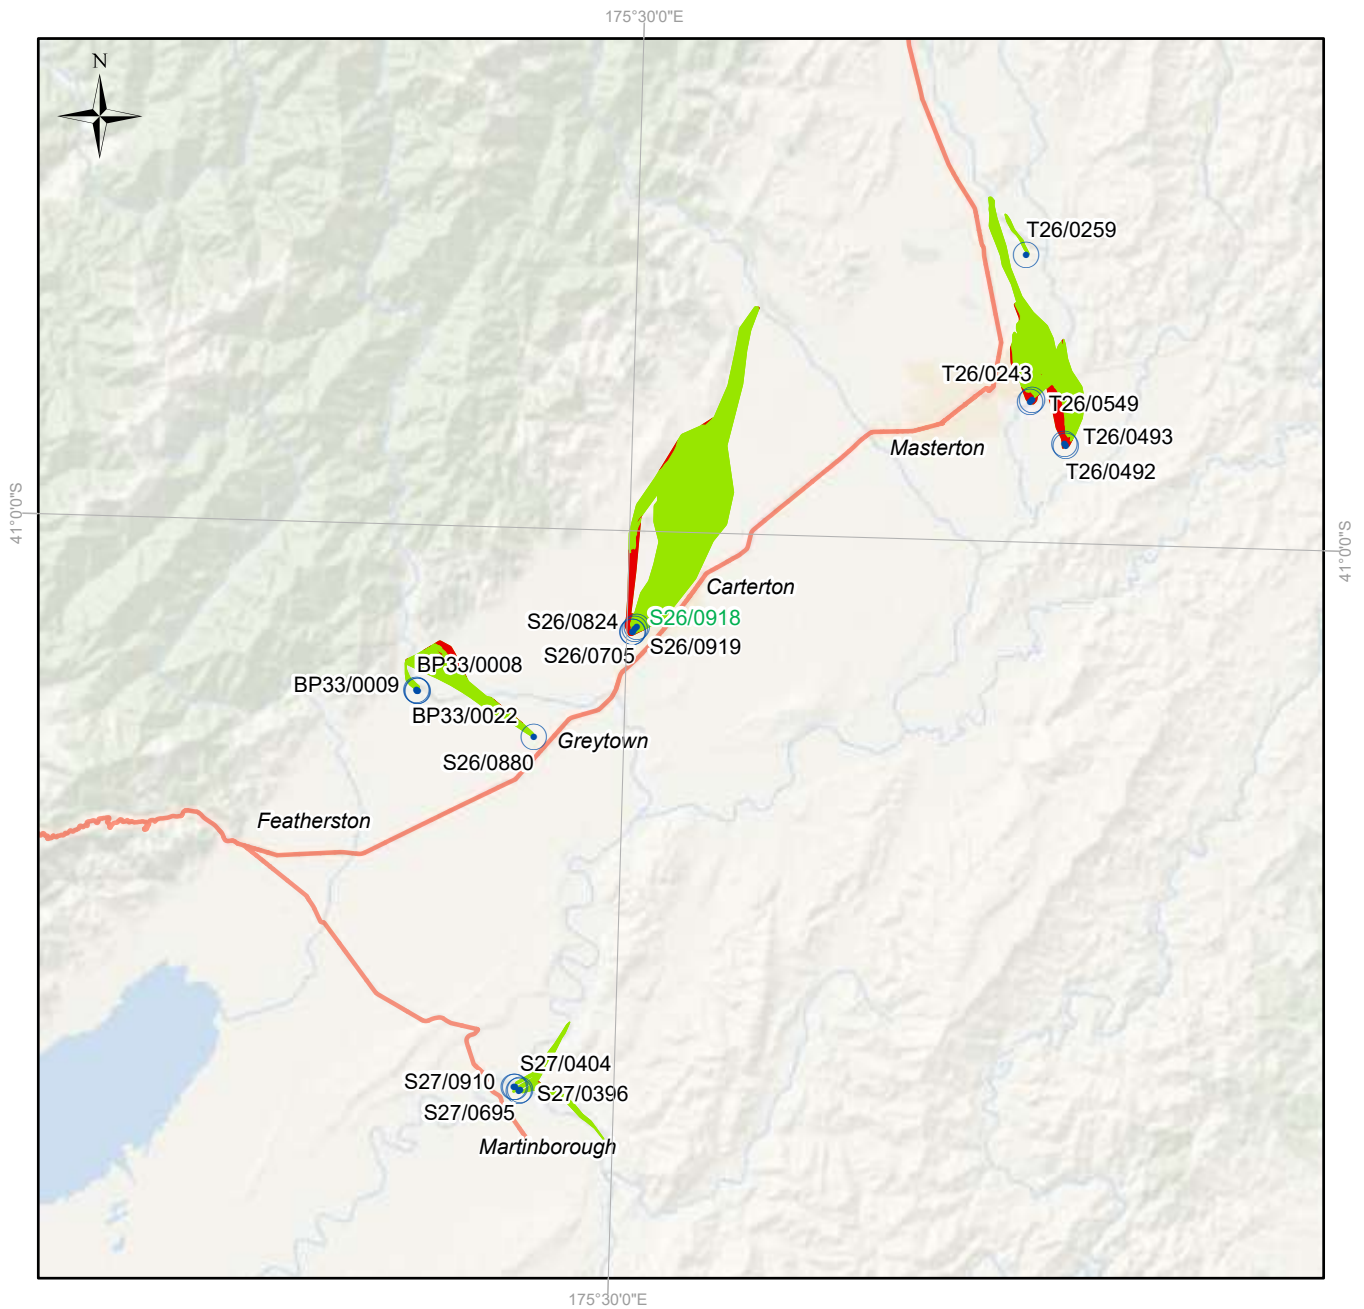 175°30'0"E
N
T26/0259
T26/0243
T26/0549
T26/0493
Masterton
T26/0492
41°0'0"S
41°0'0"S
Carterton
S26/0824
S26/0918
S26/0705
S26/0919
BP33/0008
BP33/0009
BP33/0022
Greytown
S26/0880
Featherston
S27/0404
S27/0910
S27/0396
S27/0695
Martinborough
175°30'0"E